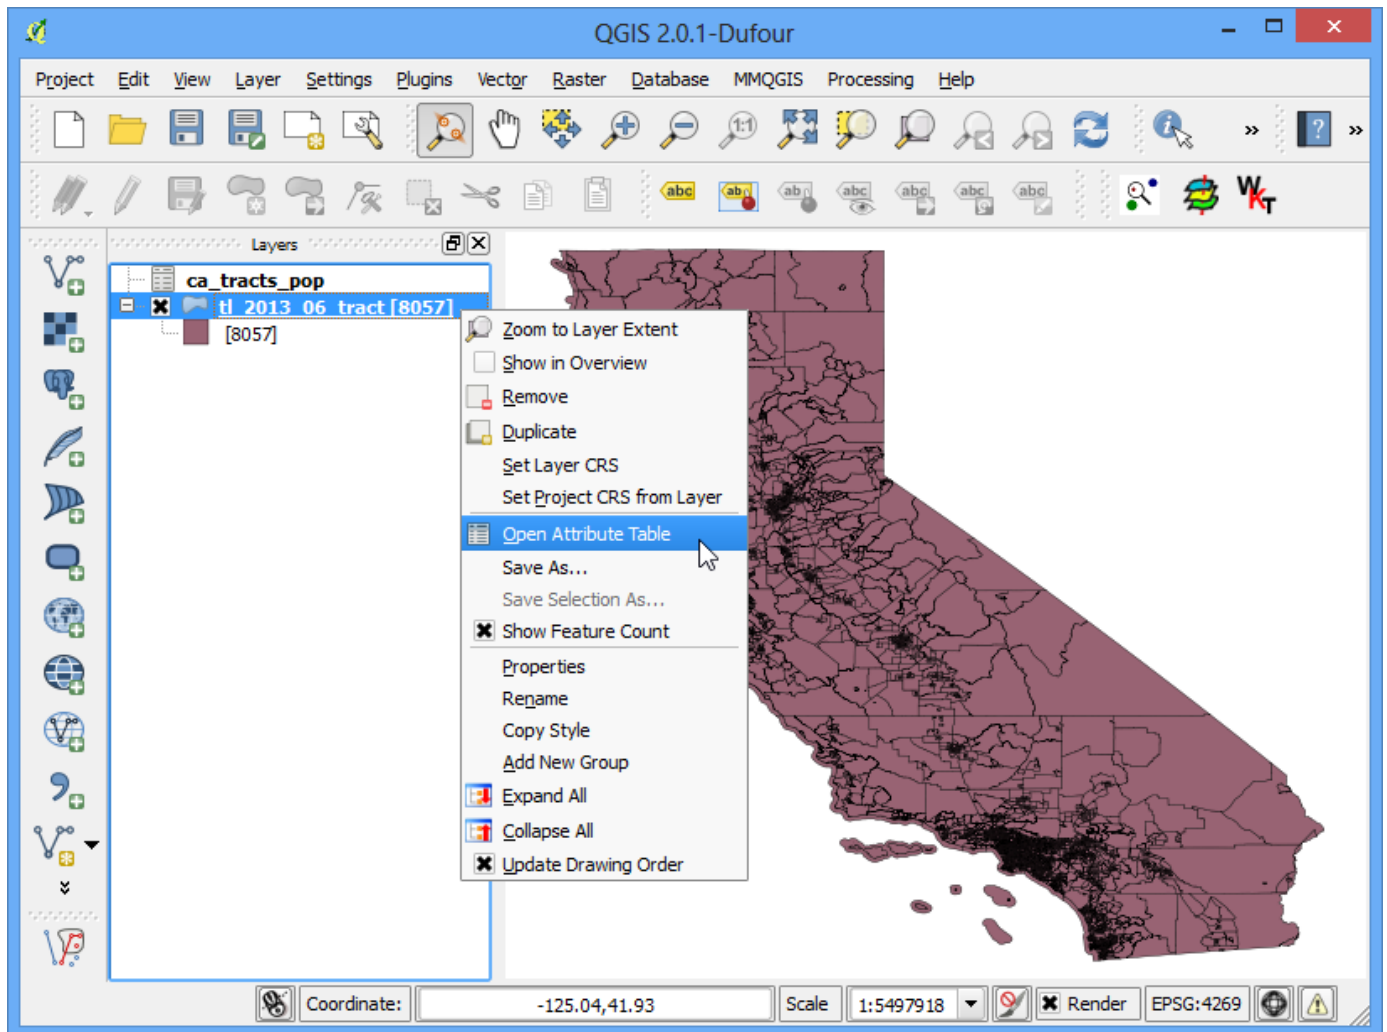 QGIS 2.0.1-Dufour
Project Edit View Layer Settings Plugins Vector Raster Database MMQGIS Processing Help
1:1
i
» ? »
abc ab abc abc abc abc abc WKT
Layers
ca_tracts_pop
tl_2013_06_tract [8057]
[8057]
Zoom to Layer Extent
Show in Overview
Remove
Duplicate
Set Layer CRS
Set Project CRS from Layer
Open Attribute Table
Save As...
Save Selection As...
Show Feature Count
Properties
Rename
Copy Style
Add New Group
Expand All
Collapse All
Update Drawing Order
Coordinate: -125.04,41.93 Scale 1:5497918 Render EPSG:4269